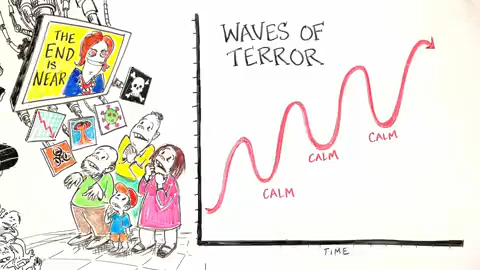 THE
END
IS
NEAR
WAVES OF
TERROR
CALM
CALM
CALM
TIME